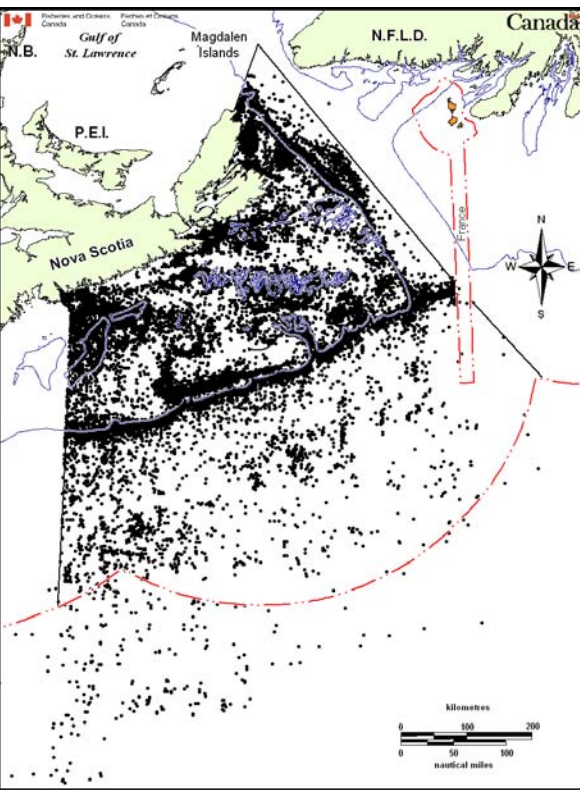 Fisheries and Oceans
Canada
Pêches et Océans
Canada
Canada
N.B.
Gulf of
St. Lawrence
Magdalen
Islands
N.F.L.D.
P.E.I.
Nova Scotia
France
N
W
E
S
kilometres
0 100 200
0 50 100
nautical miles